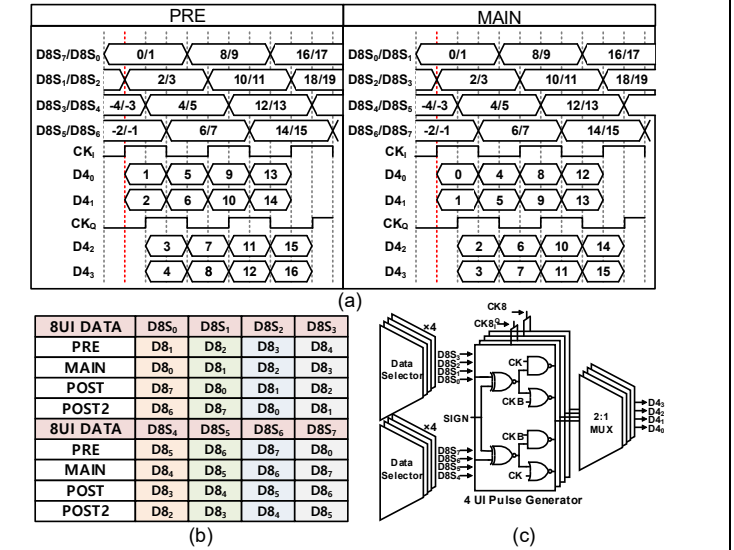 PRE MAIN
D8S₇/D8S₀ 0/1 8/9 16/17 D8S₀/D8S₁ 0/1 8/9 16/17
D8S₁/D8S₂ 2/3 10/11 18/19 D8S₂/D8S₃ 2/3 10/11 18/19
D8S₃/D8S₄ -4/-3 4/5 12/13 D8S₄/D8S₅ -4/-3 4/5 12/13
D8S₅/D8S₆ -2/-1 6/7 14/15 D8S₆/D8S₇ -2/-1 6/7 14/15
CKI CKI
D4₀ 1 5 9 13 D4₀ 0 4 8 12
D4₁ 2 6 10 14 D4₁ 1 5 9 13
CKQ CKQ
D4₂ 3 7 11 15 D4₂ 2 6 10 14
D4₃ 4 8 12 16 D4₃ 3 7 11 15
(a)
8UI DATA D8S₀ D8S₁ D8S₂ D8S₃
PRE D8₁ D8₂ D8₃ D8₄
MAIN D8₀ D8₁ D8₂ D8₃
POST D8₇ D8₀ D8₁ D8₂
POST2 D8₆ D8₇ D8₀ D8₁
8UI DATA D8S₄ D8S₅ D8S₆ D8S₇
PRE D8₅ D8₆ D8₇ D8₀
MAIN D8₄ D8₅ D8₆ D8₇
POST D8₃ D8₄ D8₅ D8₆
POST2 D8₂ D8₃ D8₄ D8₅
(b)
×4
Data
Selector
×4
Data
Selector
D8S₃
D8S₂
D8S₁
D8S₀
SIGN
D8S₇
D8S₆
D8S₅
D8S₄
CK8
CK8
CK
CKB
CKB
CK
4 UI Pulse Generator
2:1
MUX
D4₃
D4₂
D4₁
D4₀
(c)